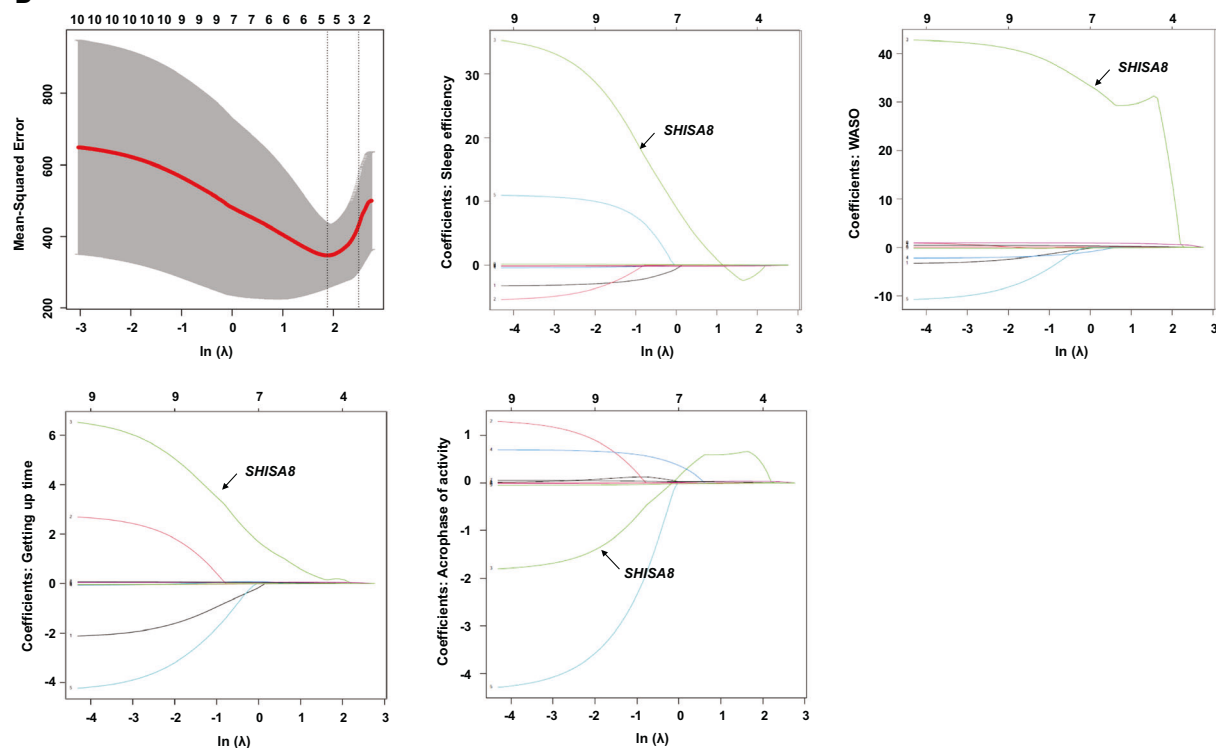 10 10 10 10 10 10 9 9 9 7 7 6 5 5 3 2
Mean-Squared Error
800
600
400
200
-3 -2 -1 0 1 2
ln (λ)
9 9 7 4
Coefficients: Sleep efficiency
30
20
10
0
SHISA8
-4 -3 -2 -1 0 1 2 3
ln (λ)
9 9 7 4
Coefficients: WASO
40
30
20
10
0
-10
SHISA8
-4 -3 -2 -1 0 1 2 3
ln (λ)
9 9 7 4
Coefficients: Getting up time
6
4
2
0
-2
-4
SHISA8
-4 -3 -2 -1 0 1 2 3
ln (λ)
9 9 7 4
Coefficients: Acrophase of activity
1
0
-1
-2
-3
-4
SHISA8
-4 -3 -2 -1 0 1 2 3
ln (λ)